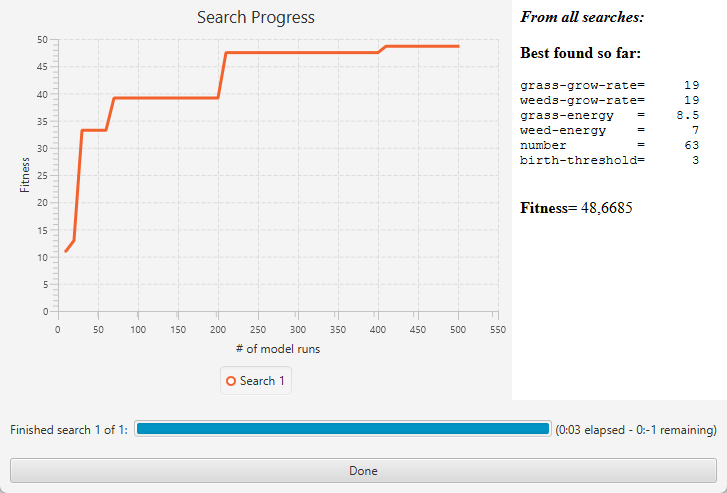 Search Progress
50
45
40
35
30
25
20
15
10
5
0
Fitness
0 50 100 150 200 250 300 350 400 450 500 550
# of model runs
Search 1
From all searches:
Best found so far:
grass-grow-rate= 19
weeds-grow-rate= 19
grass-energy = 8.5
weed-energy = 7
number = 63
birth-threshold= 3
Fitness= 48,6685
Finished search 1 of 1: (0:03 elapsed - 0:-1 remaining)
Done